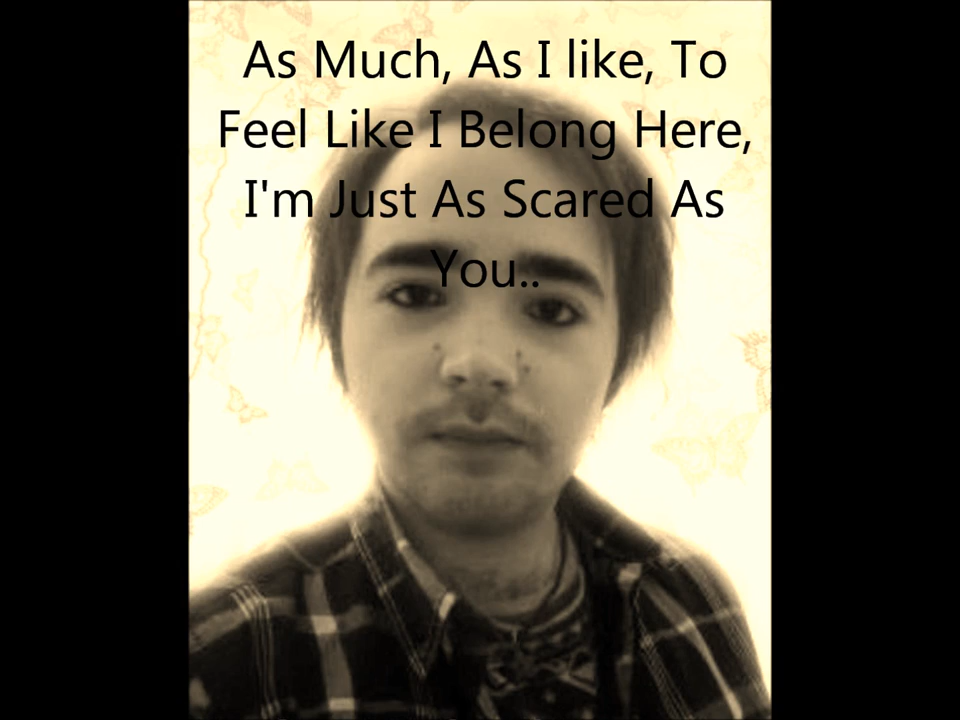 As Much, As I like, To
Feel Like I Belong Here,
I'm Just As Scared As
You..